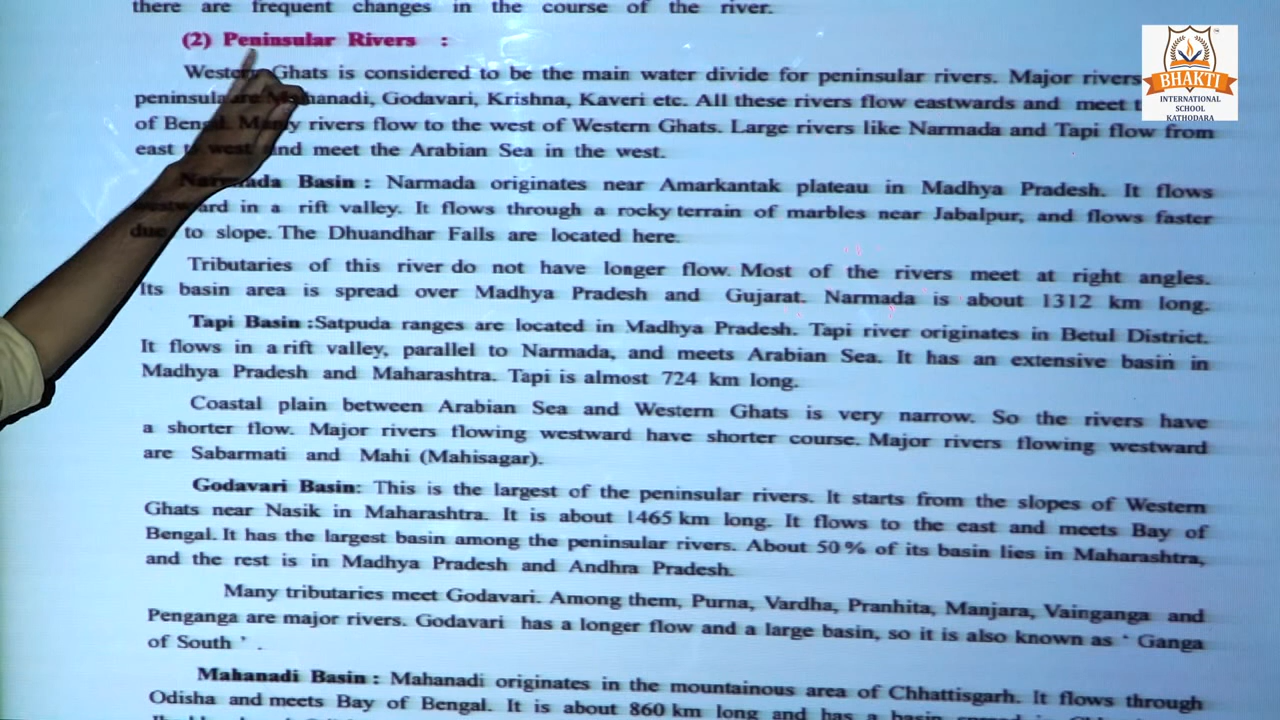 there are frequent changes in the course of the river.
(2) Peninsular Rivers :
Western Ghats is considered to be the main water divide for peninsular rivers. Major rivers
are Mahanadi, Godavari, Krishna, Kaveri etc. All these rivers flow eastwards and meet
of Bengal. Many rivers flow to the west of Western Ghats. Large rivers like Narmada and Tapi flow from
east to west and meet the Arabian Sea in the west.
Narmada Basin : Narmada originates near Amarkantak plateau in Madhya Pradesh. It flows
westward in a rift valley. It flows through a rocky terrain of marbles near Jabalpur, and flows faster
due to slope. The Dhuandhar Falls are located here.
Tributaries of this river do not have longer flow. Most of the rivers meet at right angles.
Its basin area is spread over Madhya Pradesh and Gujarat. Narmada is about 1312 km long.
Tapi Basin :Satpuda ranges are located in Madhya Pradesh. Tapi river originates in Betul District.
It flows in a rift valley, parallel to Narmada, and meets Arabian Sea. It has an extensive basin in
Madhya Pradesh and Maharashtra. Tapi is almost 724 km long.
Coastal plain between Arabian Sea and Western Ghats is very narrow. So the rivers have
a shorter flow. Major rivers flowing westward have shorter course. Major rivers flowing westward
are Sabarmati and Mahi (Mahisagar).
Godavari Basin: This is the largest of the peninsular rivers. It starts from the slopes of Western
Ghats near Nasik in Maharashtra. It is about 1465 km long. It flows to the east and meets Bay of
Bengal. It has the largest basin among the peninsular rivers. About 50 % of its basin lies in Maharashtra,
and the rest is in Madhya Pradesh and Andhra Pradesh.
Many tributaries meet Godavari. Among them, Purna, Vardha, Pranhita, Manjara, Vainganga and
Penganga are major rivers. Godavari has a longer flow and a large basin, so it is also known as ' Ganga
of South ' .
Mahanadi Basin : Mahanadi originates in the mountainous area of Chhattisgarh. It flows through
Odisha and meets Bay of Bengal. It is about 860 km long and has a basin spread in
BHAKTI
INTERNATIONAL
SCHOOL
KATHODARA